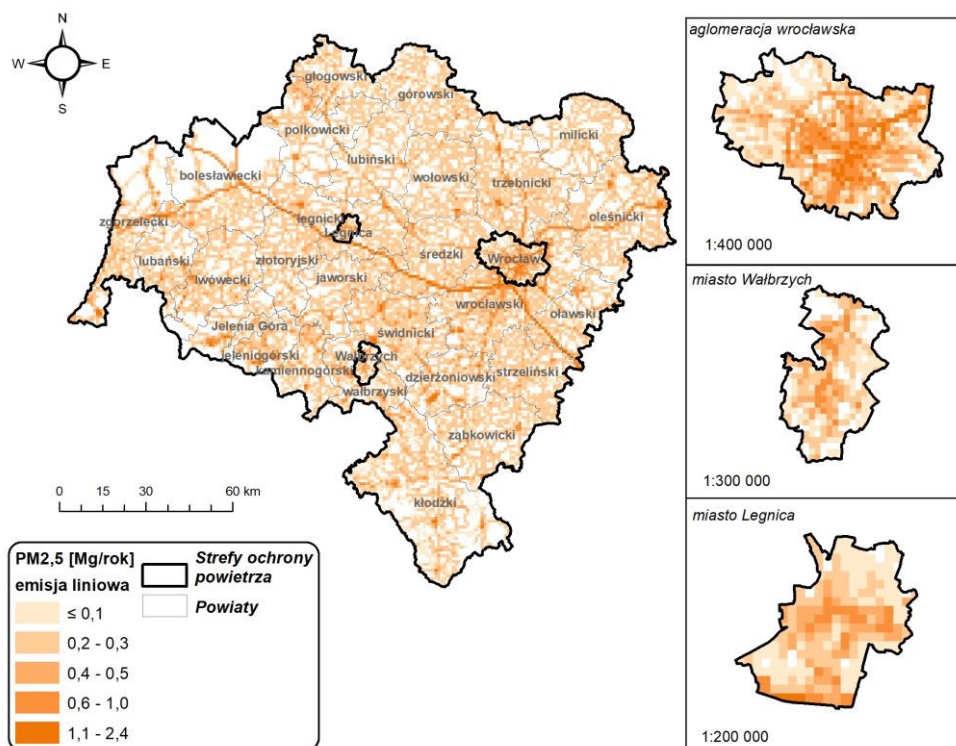 N
W E
S
głogowski
górowski
polkowicki
milicki
lubiński
bolesławiecki
wołowski
trzebnicki
zgorzelecki
legnicki
oleśnicki
Legnica
lubański
złotoryjski
średzki
Wrocław
lwówecki
jaworski
wrocławski
oławski
Jelenia Góra
świdnicki
jeleniogórski
Wałbrzych
kamiennogórski
dzierżoniowski
strzeliński
wałbrzyski
ząbkowicki
kłodzki
0 15 30 60 km
PM2,5 [Mg/rok]
emisja liniowa
≤ 0,1
0,2 - 0,3
0,4 - 0,5
0,6 - 1,0
1,1 - 2,4
Strefy ochrony
powietrza
Powiaty
aglomeracja wrocławska
1:400 000
miasto Wałbrzych
1:300 000
miasto Legnica
1:200 000